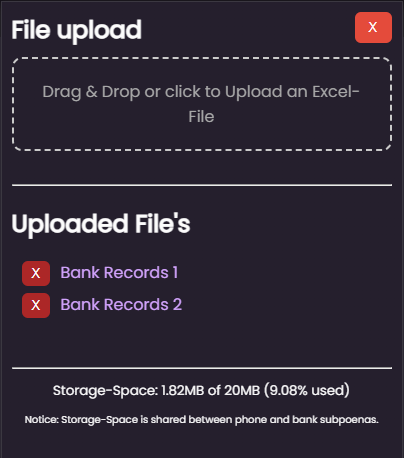 File upload
X
Drag & Drop or click to Upload an Excel-
File
Uploaded File's
X Bank Records 1
X Bank Records 2
Storage-Space: 1.82MB of 20MB (9.08% used)
Notice: Storage-Space is shared between phone and bank subpoenas.